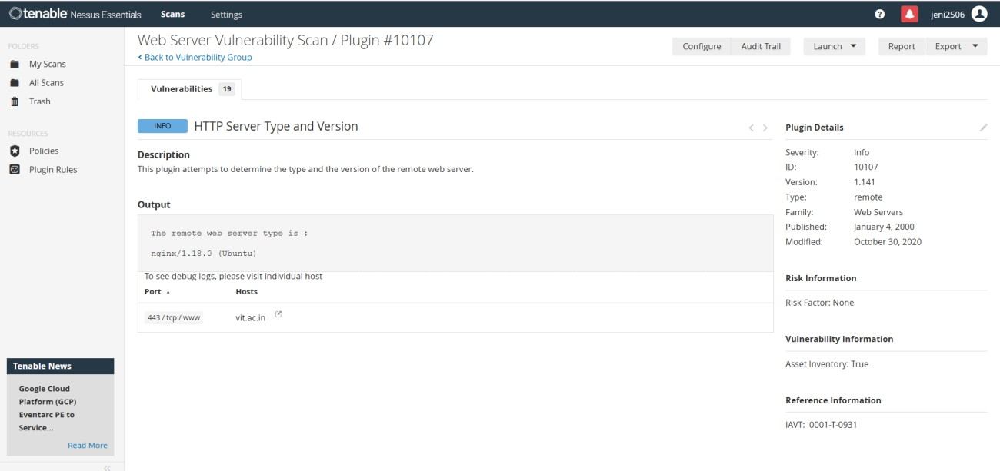 tenable Nessus Essentials
Scans
Settings
jeni2506
FOLDERS
My Scans
All Scans
Trash
RESOURCES
Policies
Plugin Rules
Tenable News
Google Cloud
Platform (GCP)
Eventarc PE to
Service...
Read More
Web Server Vulnerability Scan / Plugin #10107
Back to Vulnerability Group
Configure
Audit Trail
Launch
Report
Export
Vulnerabilities 19
INFO HTTP Server Type and Version
Description
This plugin attempts to determine the type and the version of the remote web server.
Output
The remote web server type is :
nginx/1.18.0 (Ubuntu)
To see debug logs, please visit individual host
Port Hosts
443 / tcp / www vit.ac.in
Plugin Details
Severity: Info
ID: 10107
Version: 1.141
Type: remote
Family: Web Servers
Published: January 4, 2000
Modified: October 30, 2020
Risk Information
Risk Factor: None
Vulnerability Information
Asset Inventory: True
Reference Information
IAVT: 0001-T-0931